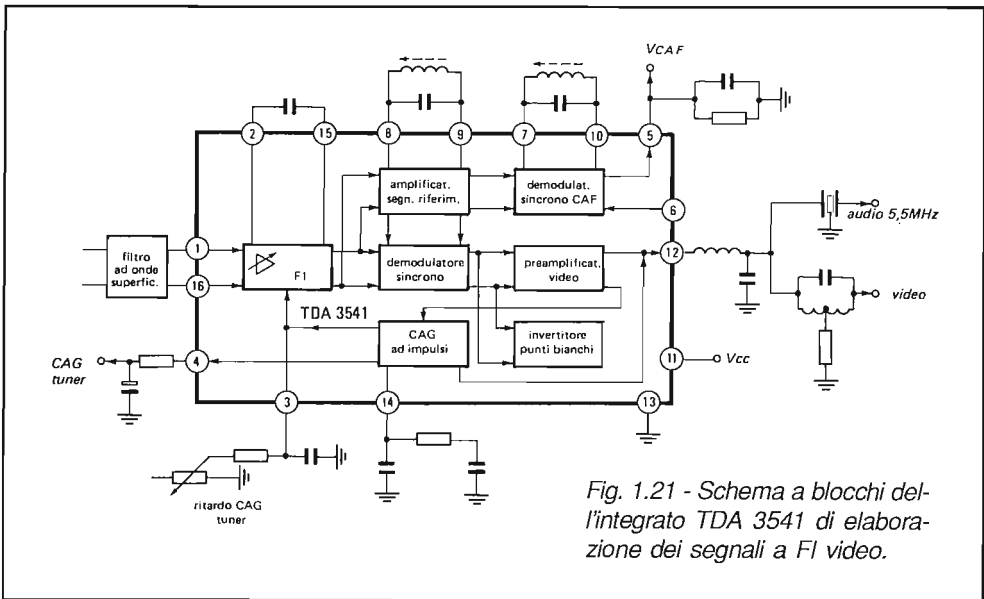 VCAF
2
15
8
9
7
10
5
amplificat.
segn. riferim.
demodulat.
sincrono CAF
6
audio 5,5MHz
filtro
ad onde
superfic.
1
16
F1
demodulatore
sincrono
preamplificat.
video
12
video
TDA 3541
CAG
ad impulsi
invertitore
punti bianchi
CAG
tuner
4
11
Vcc
3
14
13
ritardo CAG
tuner
Fig. 1.21 - Schema a blocchi del-
l'integrato TDA 3541 di elabora-
zione dei segnali a FI video.